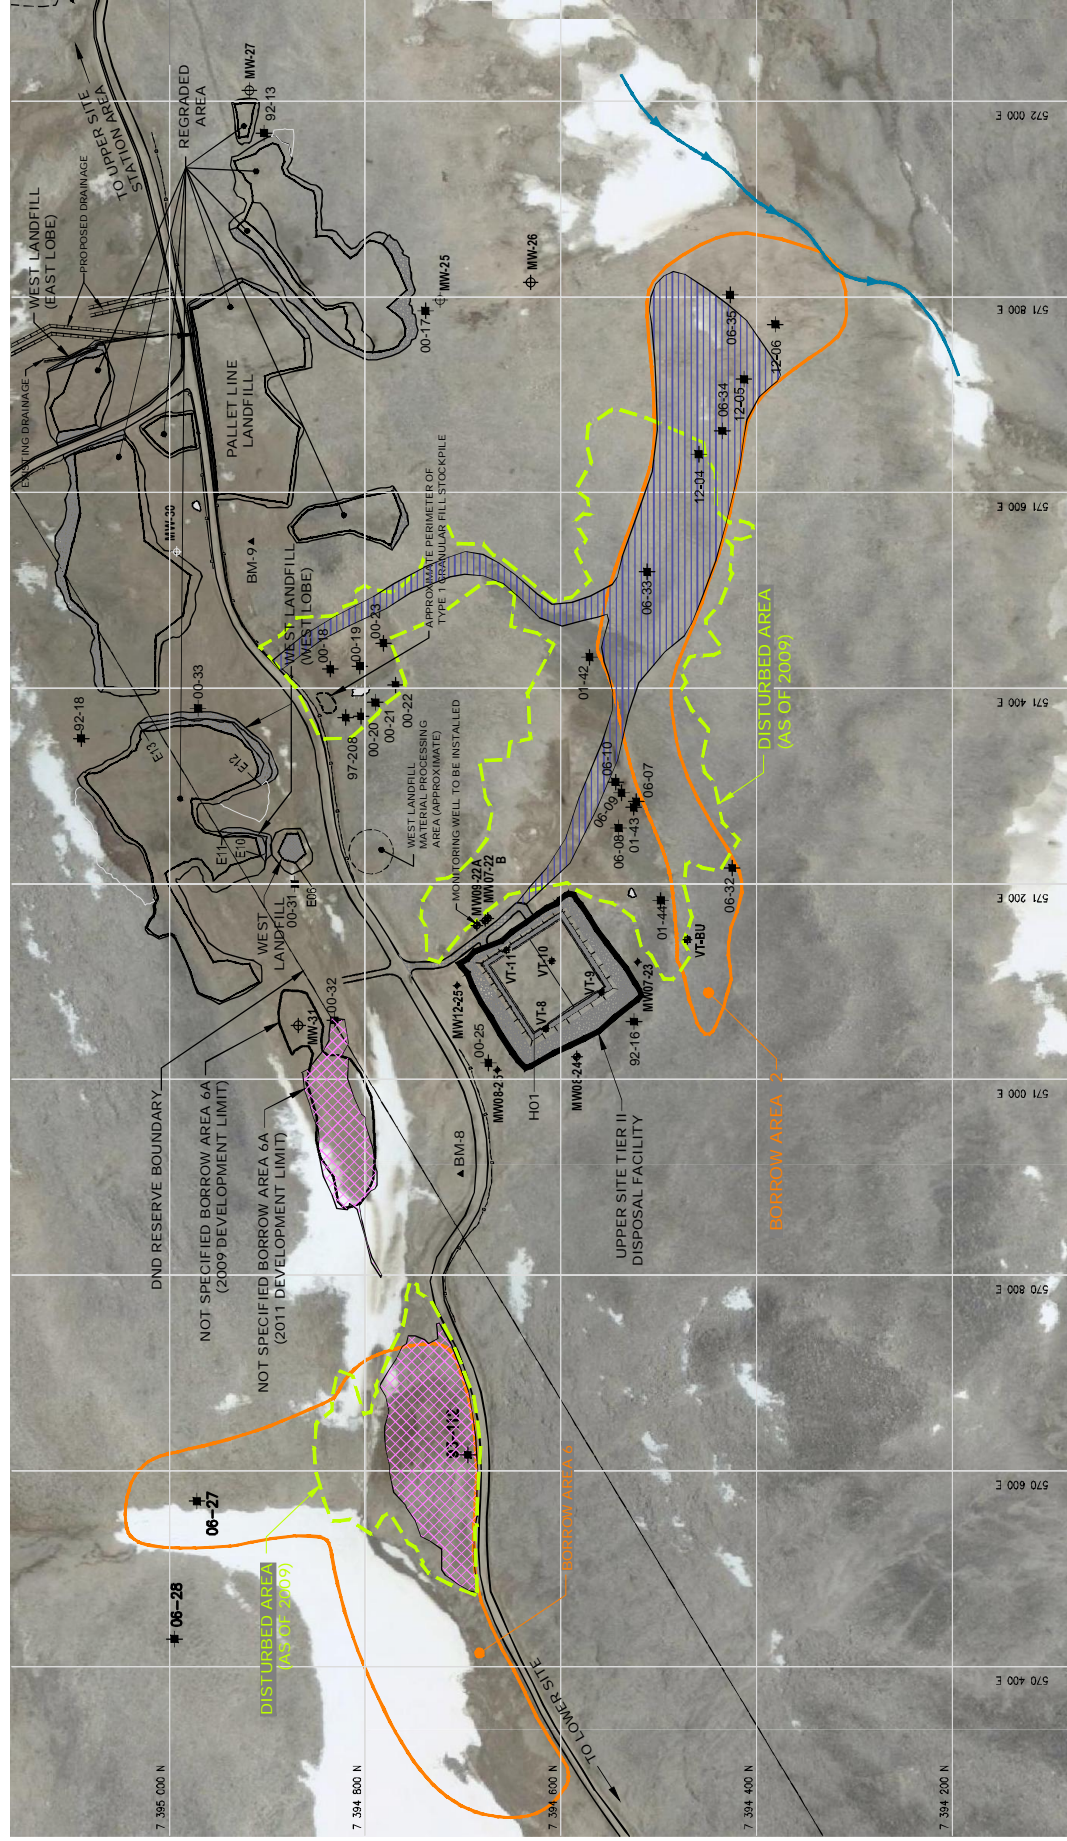 TO UPPER SITE
STATION AREA
WEST LANDFILL
(EAST LOBE)
PROPOSED DRAINAGE
EXISTING DRAINAGE
REGRADED
AREA
MW-27
92-13
MW-25
00-17
MW-26
PALLET LINE
LANDFILL
MW-30
BM-9
APPROXIMATE PERIMETER OF
TYPE 1 GRANULAR FILL STOCKPILE
WEST LANDFILL
(WEST LOBE)
92-18
00-33
E13
E12
E11
E10
E06
00-31
WEST
LANDFILL
00-18
00-19
00-23
00-22
00-21
00-20
97-208
WEST LANDFILL
MATERIAL PROCESSING
AREA (APPROXIMATE)
MONITORING WELL TO BE INSTALLED
MW09-22A
MW07-22
B
06-35
12-06
06-34
12-05
12-04
06-33
01-42
06-10
06-09
06-07
01-43
06-08
06-32
01-44
VT-BU
VT-11
VT-10
VT-9
VT-8
MW07-23
92-16
MW08-24
MW12-25
00-25
H01
BM-8
00-32
MW-31
DISTURBED AREA
(AS OF 2009)
BORROW AREA 2
UPPER SITE TIER II
DISPOSAL FACILITY
DND RESERVE BOUNDARY
NOT SPECIFIED BORROW AREA 6A
(2009 DEVELOPMENT LIMIT)
NOT SPECIFIED BORROW AREA 6A
(2011 DEVELOPMENT LIMIT)
06-27
06-28
DISTURBED AREA
(AS OF 2009)
BORROW AREA 6
TO LOWER SITE
7 395 000 N
7 394 800 N
7 394 600 N
7 394 400 N
7 394 200 N
572 000 E
571 800 E
571 600 E
571 400 E
571 200 E
571 000 E
570 800 E
570 600 E
570 400 E